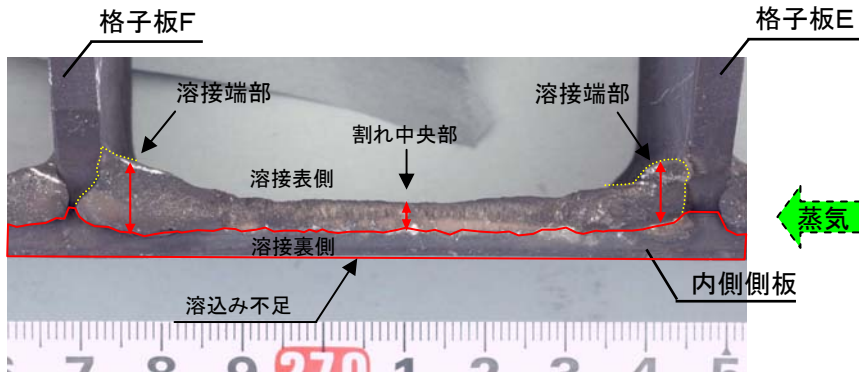 格子板F
格子板E
溶接端部
溶接端部
割れ中央部
溶接表側
蒸気
溶接裏側
内側側板
溶込み不足
7 8 9 270 1 2 3 4 5